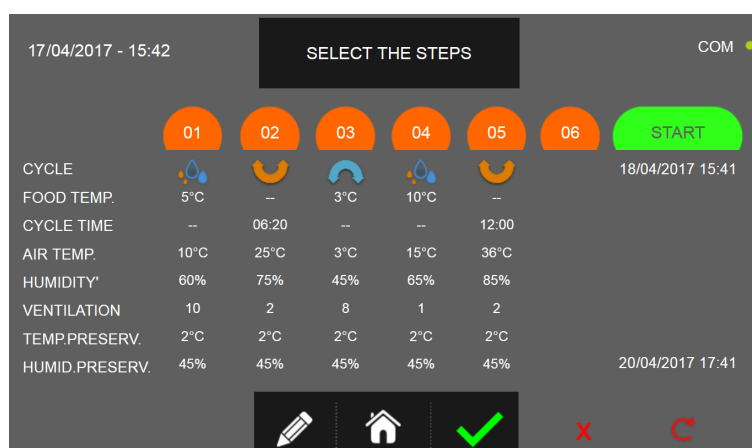 17/04/2017 - 15:42
SELECT THE STEPS
COM
01 02 03 04 05 06 START
CYCLE 18/04/2017 15:41
FOOD TEMP. 5°C -- 3°C 10°C --
CYCLE TIME -- 06:20 -- -- 12:00
AIR TEMP. 10°C 25°C 3°C 15°C 36°C
HUMIDITY' 60% 75% 45% 65% 85%
VENTILATION 10 2 8 1 2
TEMP.PRESERV. 2°C 2°C 2°C 2°C 2°C
HUMID.PRESERV. 45% 45% 45% 45% 45% 20/04/2017 17:41
X